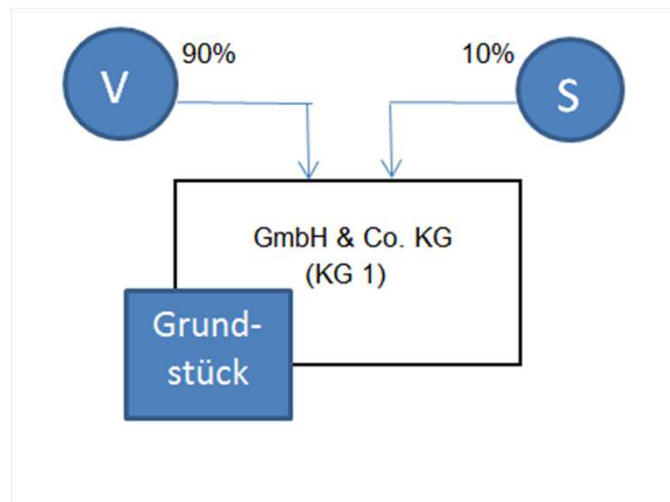 V
90%
10%
S
GmbH & Co. KG
(KG 1)
Grund-
stück